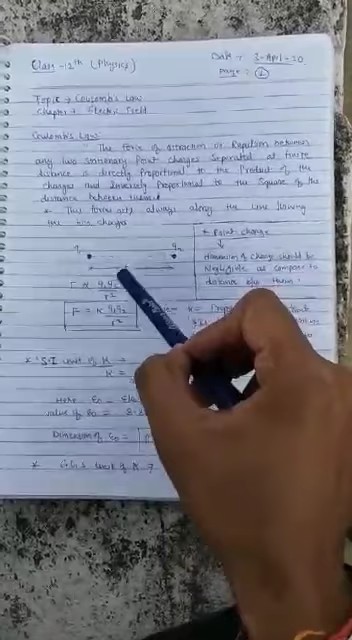 Class - 12th (Physics)
Date : 2-April-20
Page : 1
Topic → Coulomb's Law
Chapter → Electric Field
Coulomb's Law
" The force of attraction or Repulsion between
any two stationary Point charges Separated at finite
distance is directly Proportional to the Product of the
charges and Inversely Proportional to the Square of the
distance between
* This force acts always along the line Joining
the two charges
* Point charge
↓
Dimension of charge should be
Negligible as compare to
distance b/w them
q1 q2
F ∝ q1q2/r²
F = K q1q2/r²
* S.I unit of K =
K =
Here ε0 =
value of ε0 = 8.8
Dimension of ε0 =
* unit of K →